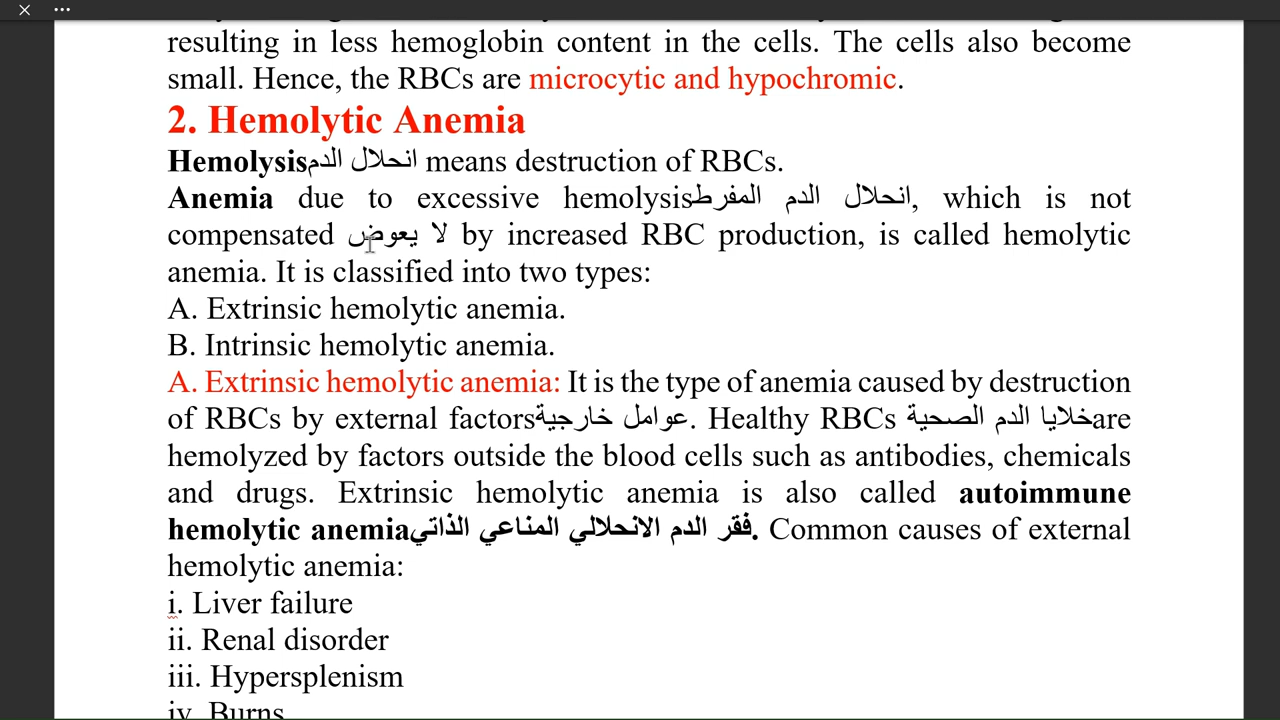 resulting in less hemoglobin content in the cells. The cells also become
small. Hence, the RBCs are microcytic and hypochromic.
2. Hemolytic Anemia
Hemolysisانحلال الدم means destruction of RBCs.
Anemia due to excessive hemolysisانحلال الدم المفرط, which is not
compensated لا يعوض by increased RBC production, is called hemolytic
anemia. It is classified into two types:
A. Extrinsic hemolytic anemia.
B. Intrinsic hemolytic anemia.
A. Extrinsic hemolytic anemia: It is the type of anemia caused by destruction
of RBCs by external factorsعوامل خارجية. Healthy RBCs خلايا الدم الصحيةare
hemolyzed by factors outside the blood cells such as antibodies, chemicals
and drugs. Extrinsic hemolytic anemia is also called autoimmune
hemolytic anemiaفقر الدم الانحلالي المناعي الذاتي. Common causes of external
hemolytic anemia:
i. Liver failure
ii. Renal disorder
iii. Hypersplenism
iv. Burns